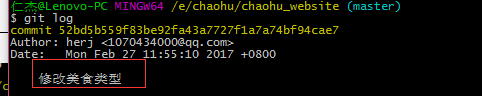 仁杰@Lenovo-PC MINGW64 /e/chaohu/chaohu_website (master)
$ git log
commit 52bd5b559f83be92fa43a7727f1a7a74bf94cae7
Author: herj <1070434000@qq.com>
Date:   Mon Feb 27 11:55:10 2017 +0800
修改美食类型